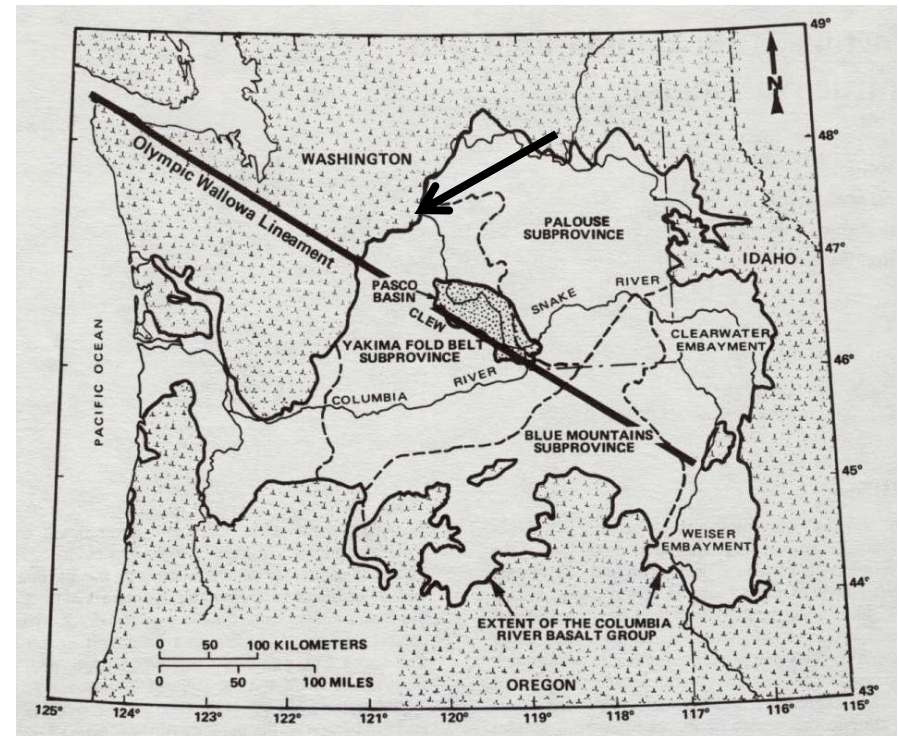 49°
N
48°
WASHINGTON
Olympic Wallowa Lineament
PALOUSE
SUBPROVINCE
47°
IDAHO
PASCO
BASIN
SNAKE
RIVER
CLEW
CLEARWATER
EMBAYMENT
YAKIMA FOLD BELT
SUBPROVINCE
46°
PACIFIC OCEAN
COLUMBIA
RIVER
BLUE MOUNTAINS
SUBPROVINCE
45°
WEISER
EMBAYMENT
44°
EXTENT OF THE COLUMBIA
RIVER BASALT GROUP
0 50 100 KILOMETERS
0 50 100 MILES
OREGON
43°
125° 124° 123° 122° 121° 120° 119° 118° 117° 116° 115°